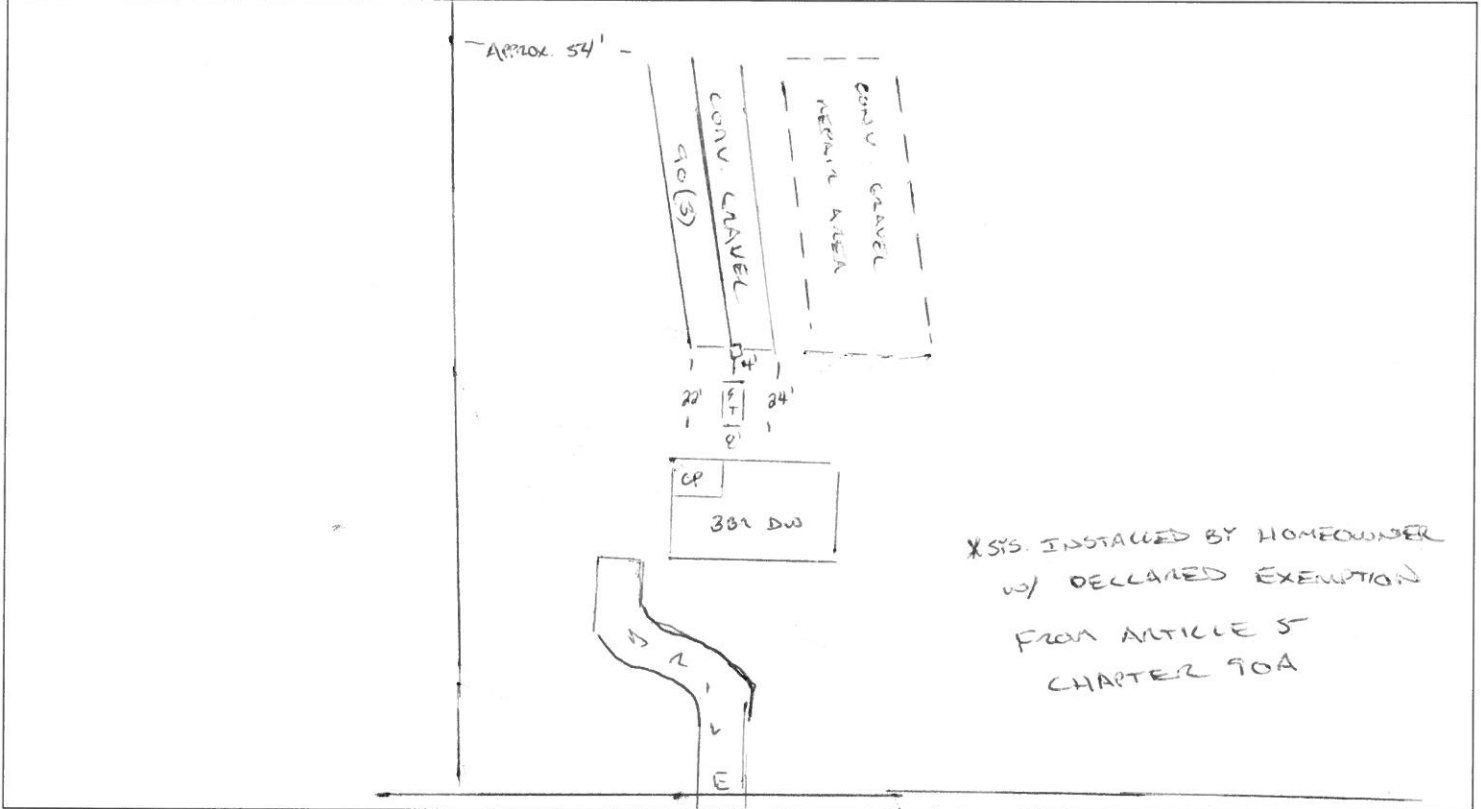 -APPROX. 54' -
90(3)
CONV. GRAVEL
CONV. GRAVEL
REPAIR AREA
4'
22'
ST
24'
8'
CP
3BR DW
DRIVE
*SYS. INSTALLED BY HOMEOWNER
W/ DECLARED EXEMPTION
FROM ARTICLE 5
CHAPTER 90A